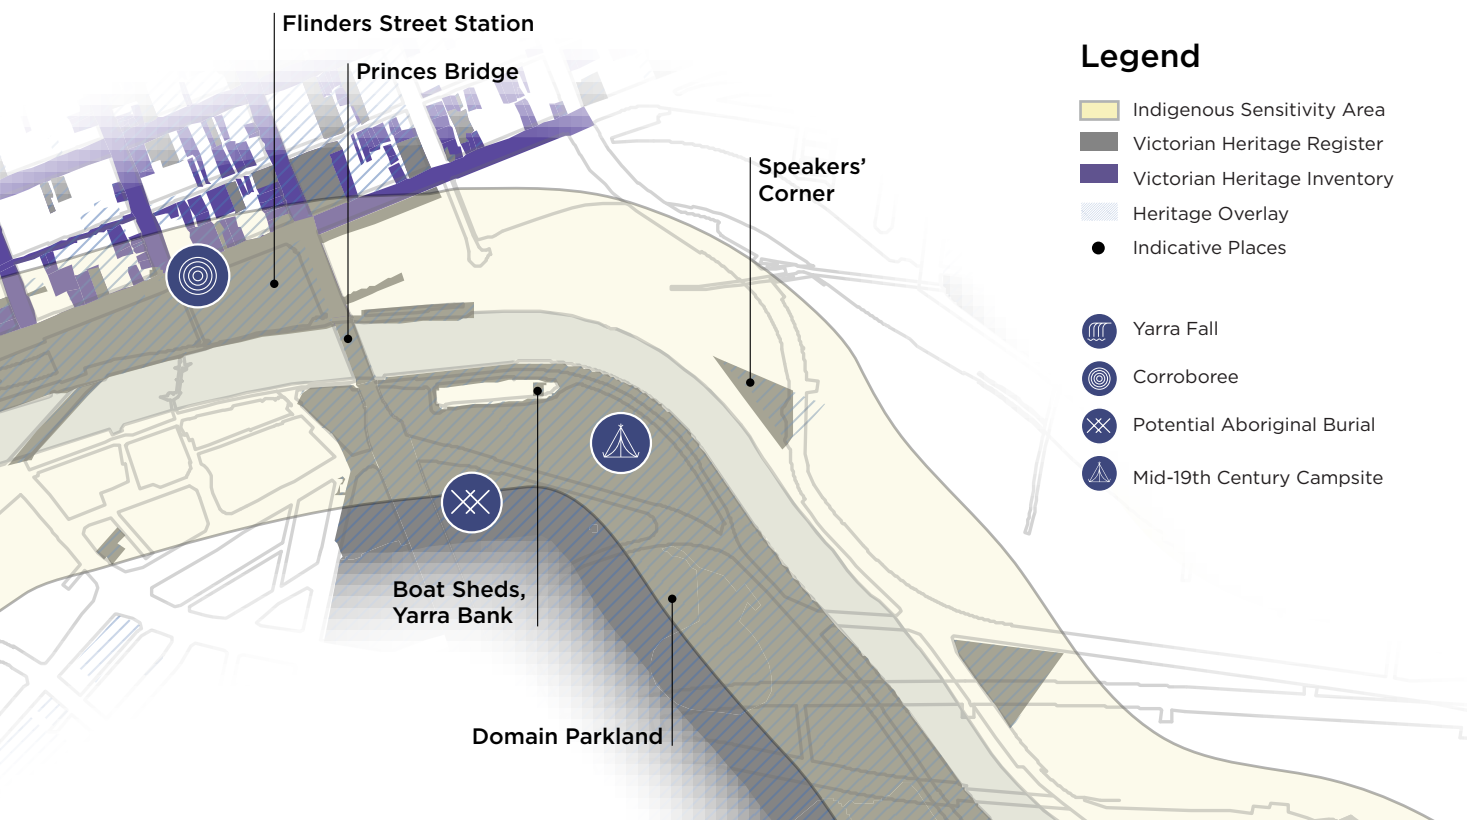 Flinders Street Station
Princes Bridge
Speakers’
Corner
Boat Sheds,
Yarra Bank
Domain Parkland
Legend
Indigenous Sensitivity Area
Victorian Heritage Register
Victorian Heritage Inventory
Heritage Overlay
Indicative Places
Yarra Fall
Corroboree
Potential Aboriginal Burial
Mid-19th Century Campsite